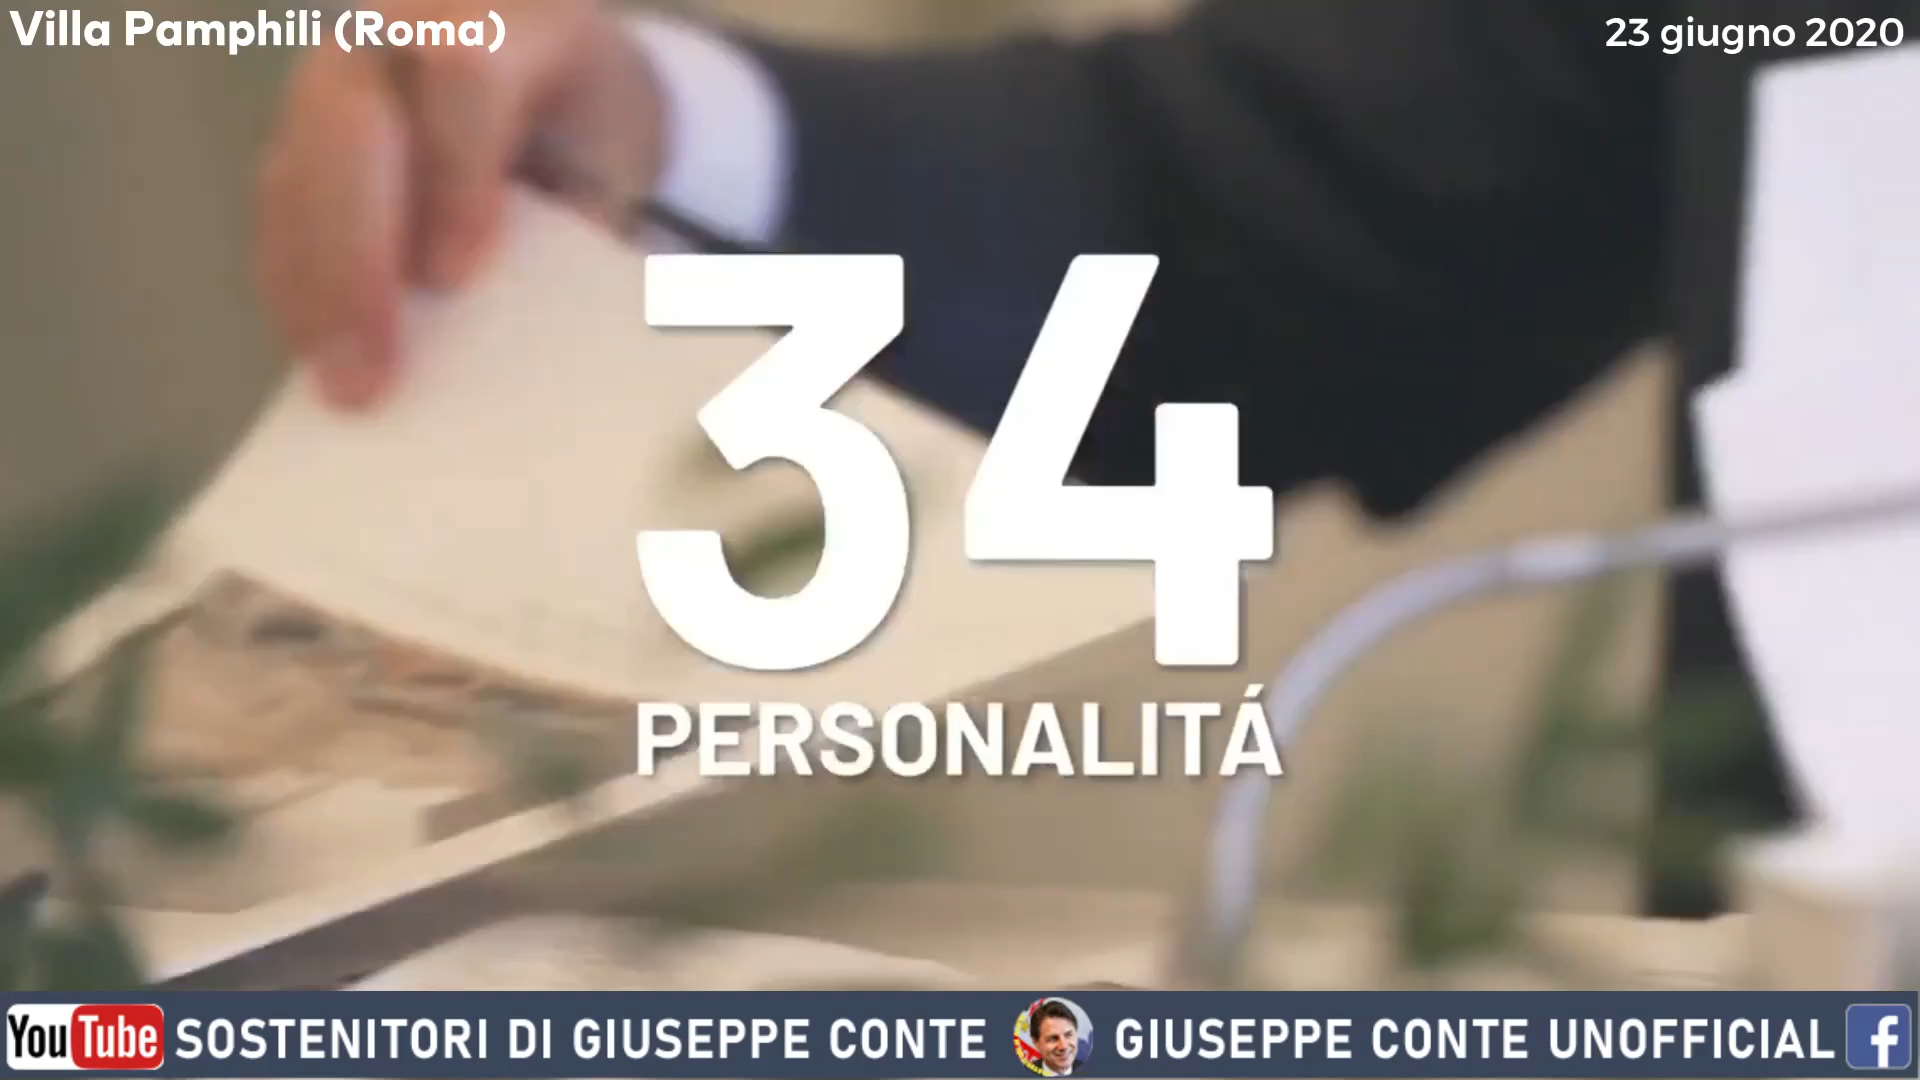 Villa Pamphili (Roma)
23 giugno 2020
34
PERSONALITÁ
YouTube SOSTENITORI DI GIUSEPPE CONTE GIUSEPPE CONTE UNOFFICIAL f